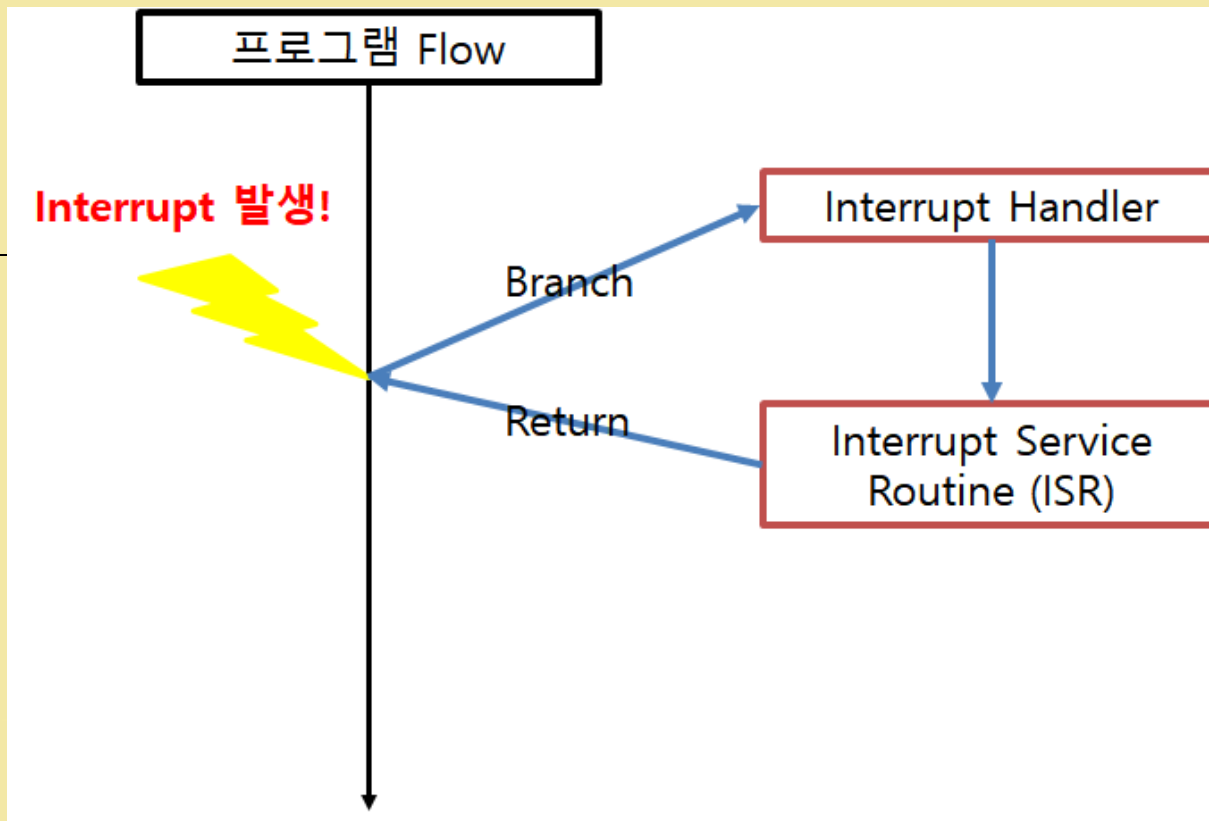 프로그램 Flow
Interrupt 발생!
Interrupt Handler
Branch
Return
Interrupt Service
Routine (ISR)